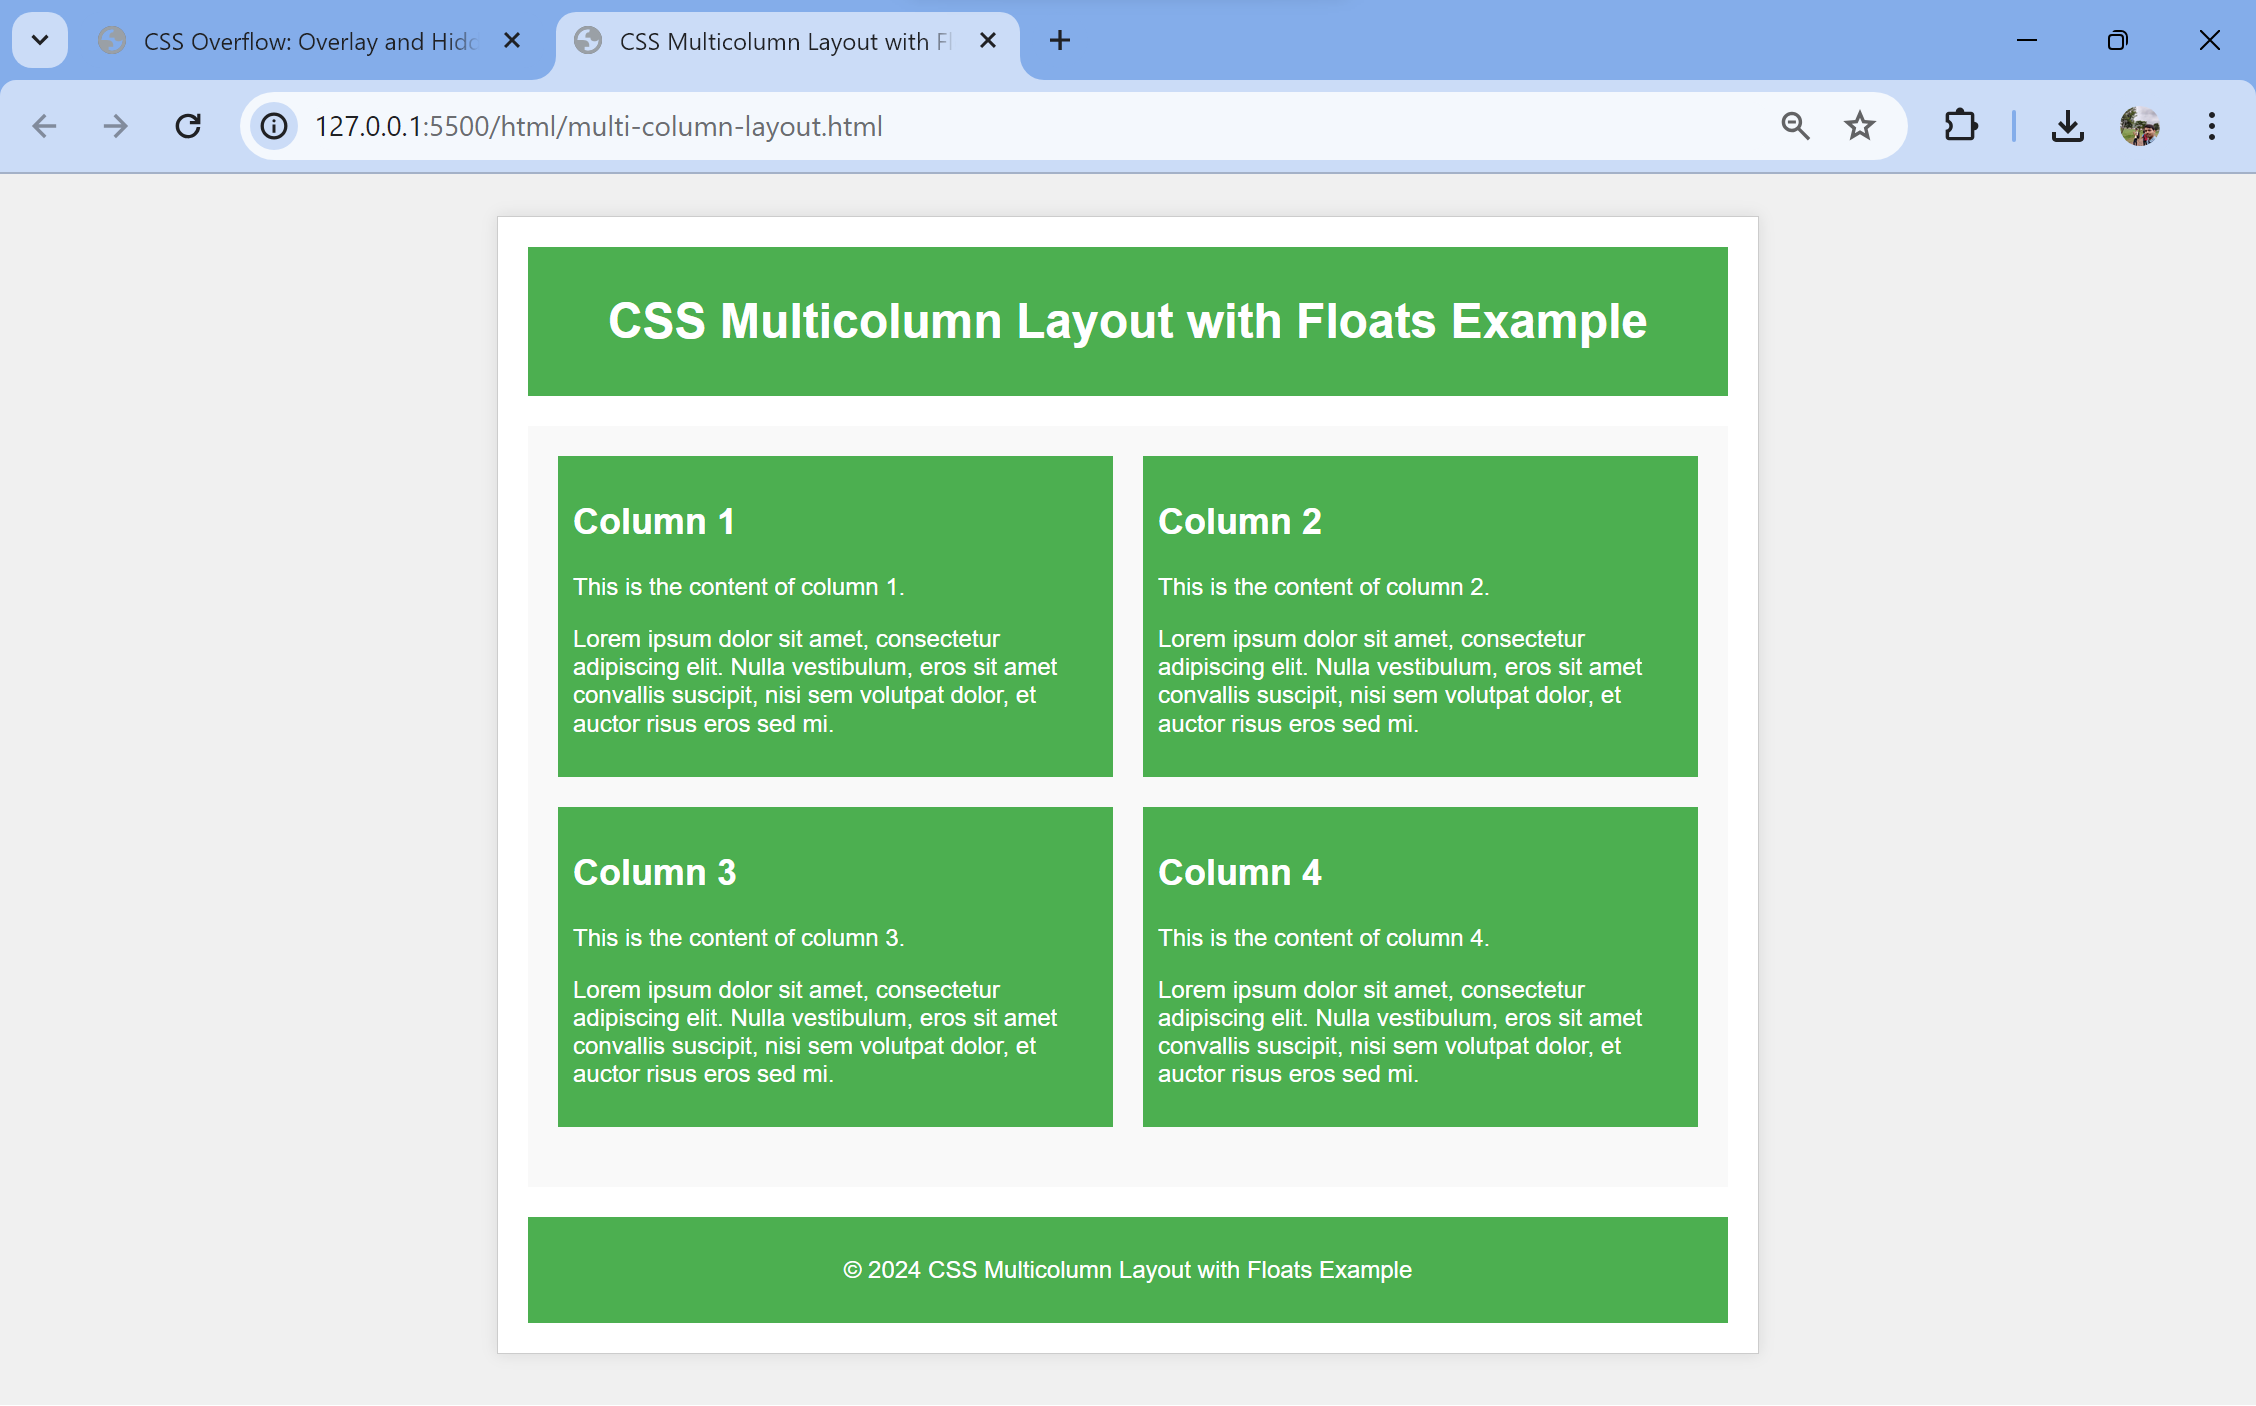 CSS Overflow: Overlay and Hidd
CSS Multicolumn Layout with Fl
127.0.0.1:5500/html/multi-column-layout.html
CSS Multicolumn Layout with Floats Example
Column 1
This is the content of column 1.
Lorem ipsum dolor sit amet, consectetur
adipiscing elit. Nulla vestibulum, eros sit amet
convallis suscipit, nisi sem volutpat dolor, et
auctor risus eros sed mi.
Column 2
This is the content of column 2.
Lorem ipsum dolor sit amet, consectetur
adipiscing elit. Nulla vestibulum, eros sit amet
convallis suscipit, nisi sem volutpat dolor, et
auctor risus eros sed mi.
Column 3
This is the content of column 3.
Lorem ipsum dolor sit amet, consectetur
adipiscing elit. Nulla vestibulum, eros sit amet
convallis suscipit, nisi sem volutpat dolor, et
auctor risus eros sed mi.
Column 4
This is the content of column 4.
Lorem ipsum dolor sit amet, consectetur
adipiscing elit. Nulla vestibulum, eros sit amet
convallis suscipit, nisi sem volutpat dolor, et
auctor risus eros sed mi.
© 2024 CSS Multicolumn Layout with Floats Example